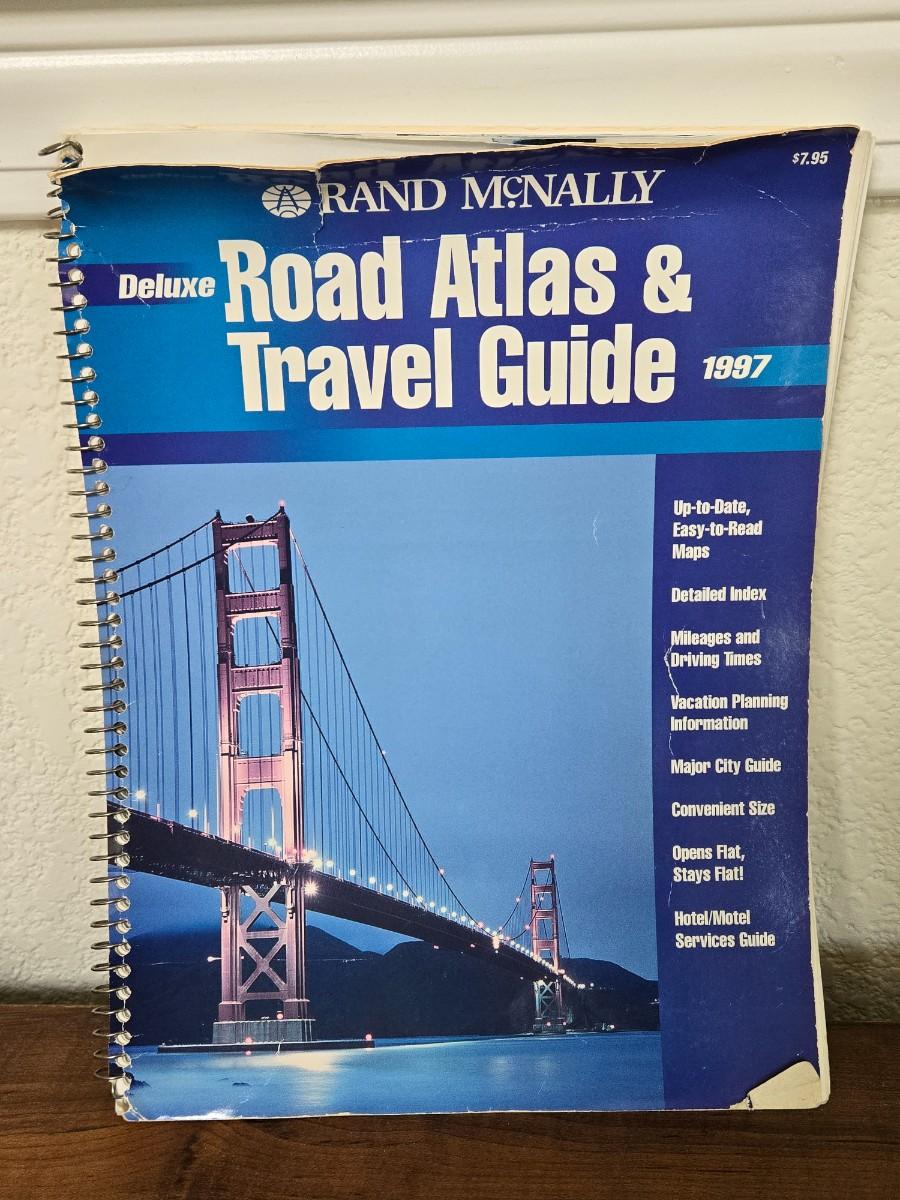 $7.95
RAND McNALLY
Deluxe
Road Atlas &
Travel Guide
1997
Up-to-Date,
Easy-to-Read
Maps
Detailed Index
Mileages and
Driving Times
Vacation Planning
Information
Major City Guide
Convenient Size
Opens Flat,
Stays Flat!
Hotel/Motel
Services Guide